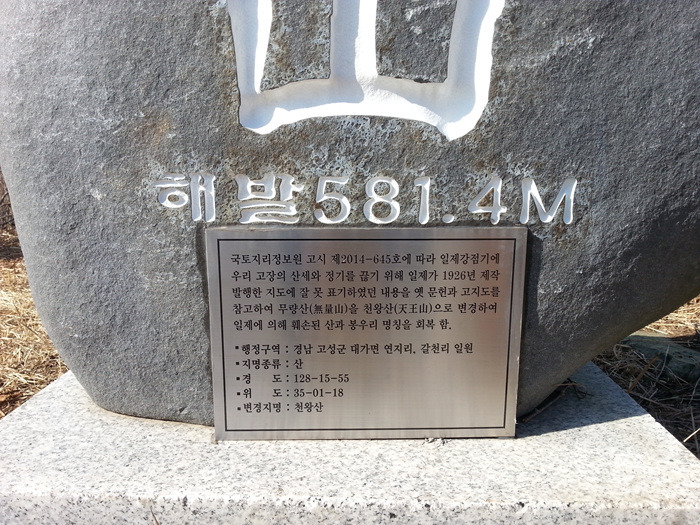 山
해발581.4M
국토지리정보원 고시 제2014-645호에 따라 일제강점기에
우리 고장의 산세와 정기를 끊기 위해 일제가 1926년 제작
발행한 지도에 잘 못 표기하였던 내용을 옛 문헌과 고지도를
참고하여 무량산(無量山)을 천왕산(天王山)으로 변경하여
일제에 의해 훼손된 산과 봉우리 명칭을 회복 함.
▪행정구역 : 경남 고성군 대가면 연지리, 갈천리 일원
▪지명종류 : 산
▪경 도 : 128-15-55
▪위 도 : 35-01-18
▪변경지명 : 천왕산